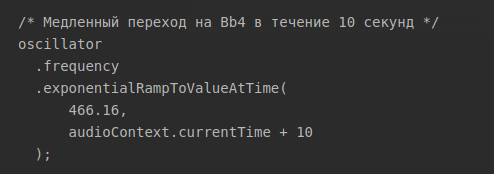 /* Медленный переход на Bb4 в течение 10 секунд */
oscillator
  .frequency
  .exponentialRampToValueAtTime(
      466.16,
      audioContext.currentTime + 10
  );